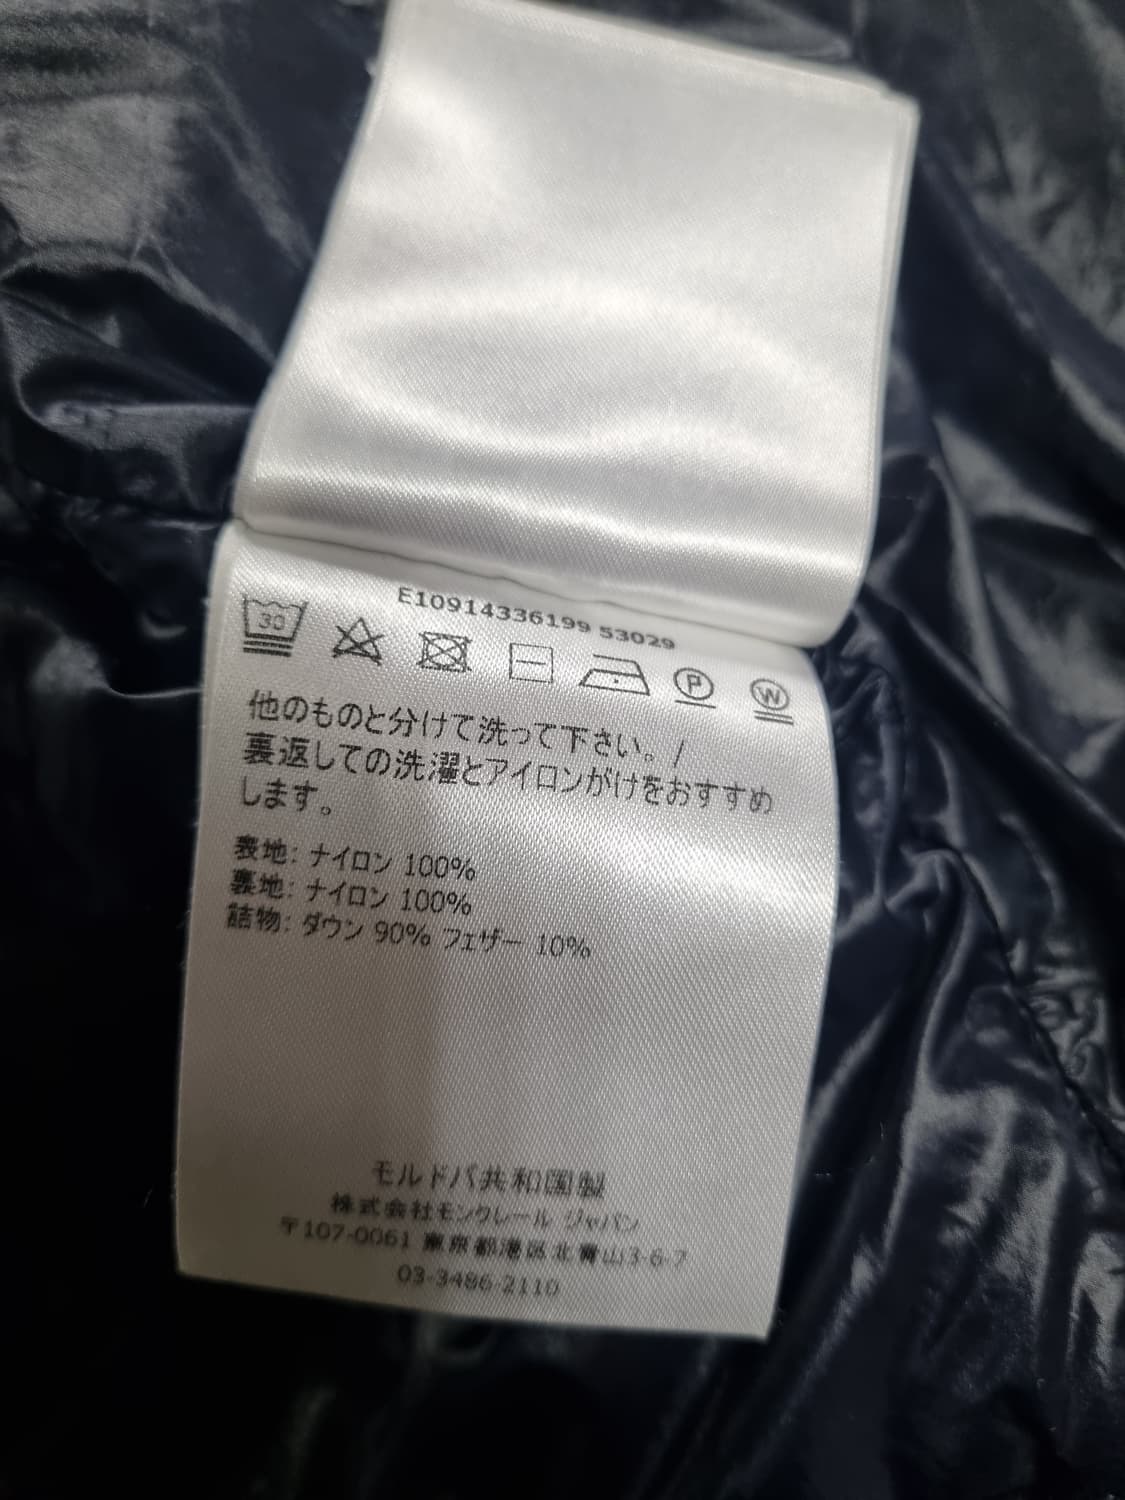 E10914336199 53029
30
P
W
他のものと分けて洗って下さい。/
裏返しての洗濯とアイロンがけをおすすめ
します。
表地: ナイロン 100%
裏地: ナイロン 100%
詰物: ダウン 90% フェザー 10%
モルドバ共和国製
株式会社モンクレール ジャパン
〒107-0061 東京都港区北青山3-6-7
03-3486-2110